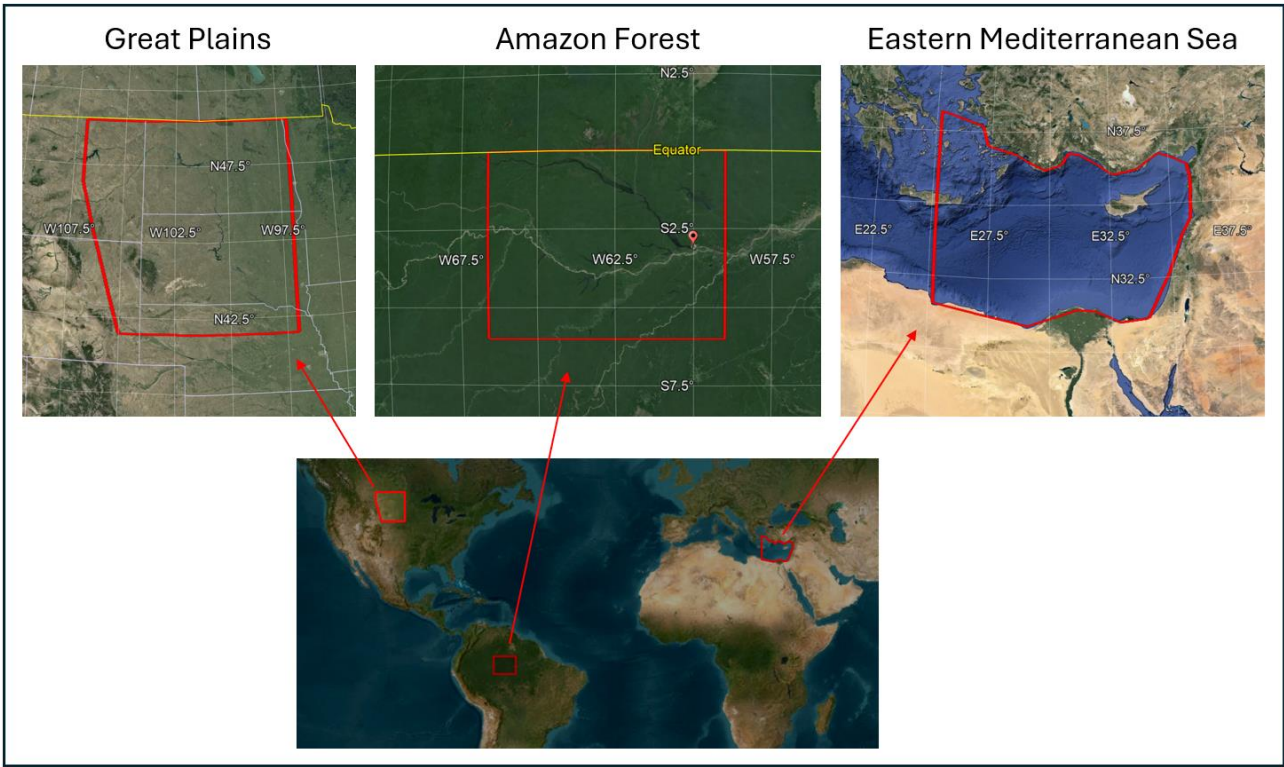 Great Plains
Amazon Forest
Eastern Mediterranean Sea
N47.5°
W107.5°
W102.5°
W97.5°
N42.5°
N2.5°
Equator
S2.5°
W67.5°
W62.5°
W57.5°
S7.5°
N37.5°
E22.5°
E27.5°
E32.5°
E37.5°
N32.5°